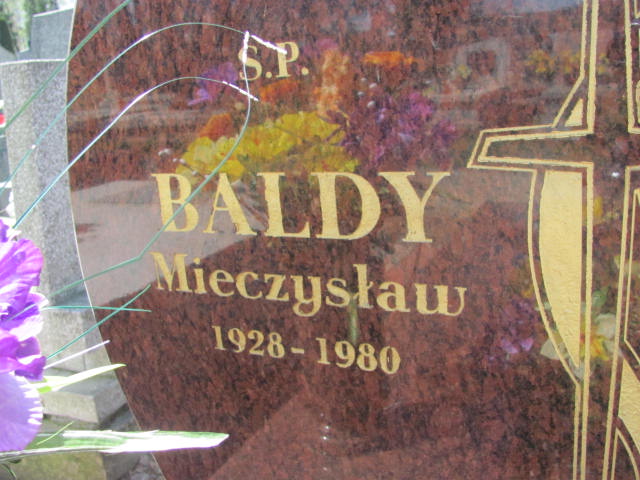 Ś.P.
BALDY
Mieczysław
1928 - 1980